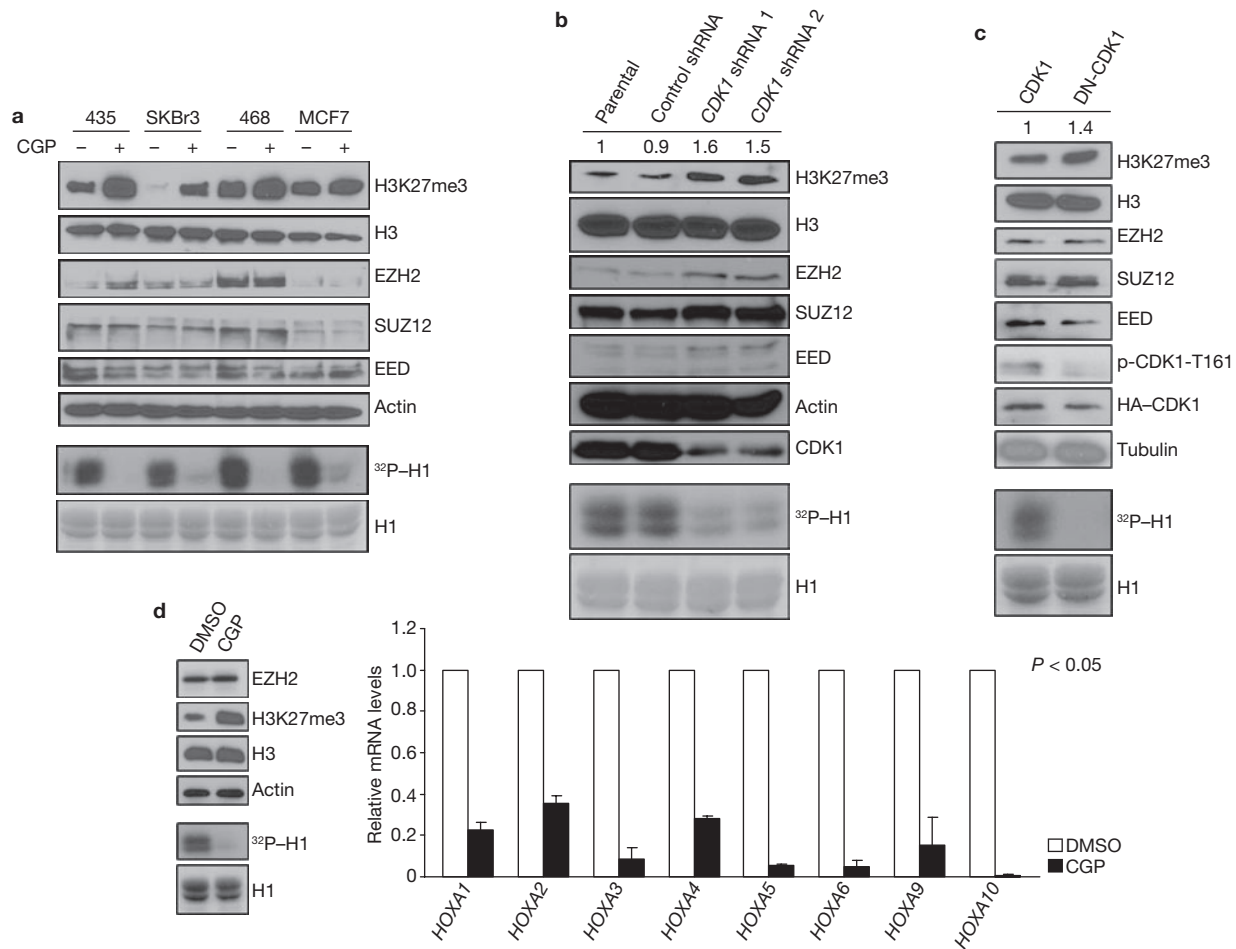 a
435 SKBr3 468 MCF7
CGP – + – + – + – +
H3K27me3
H3
EZH2
SUZ12
EED
Actin
³²P–H1
H1
b
Parental
Control shRNA
CDK1 shRNA 1
CDK1 shRNA 2
1 0.9 1.6 1.5
H3K27me3
H3
EZH2
SUZ12
EED
Actin
CDK1
³²P–H1
H1
c
CDK1
DN-CDK1
1 1.4
H3K27me3
H3
EZH2
SUZ12
EED
p-CDK1-T161
HA–CDK1
Tubulin
³²P–H1
H1
d
DMSO
CGP
EZH2
H3K27me3
H3
Actin
³²P–H1
H1
Relative mRNA levels
1.2
1.0
0.8
0.6
0.4
0.2
0
P < 0.05
DMSO
CGP
HOXA1
HOXA2
HOXA3
HOXA4
HOXA5
HOXA6
HOXA9
HOXA10